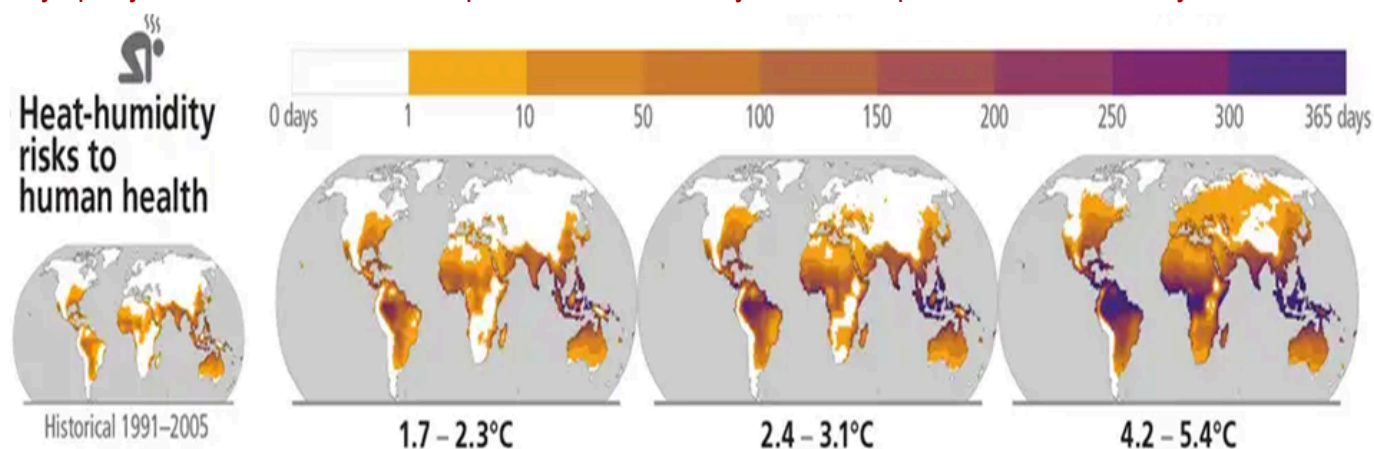 Heat-humidity
risks to
human health
0 days 1 10 50 100 150 200 250 300 365 days
Historical 1991–2005
1.7 – 2.3°C 2.4 – 3.1°C 4.2 – 5.4°C